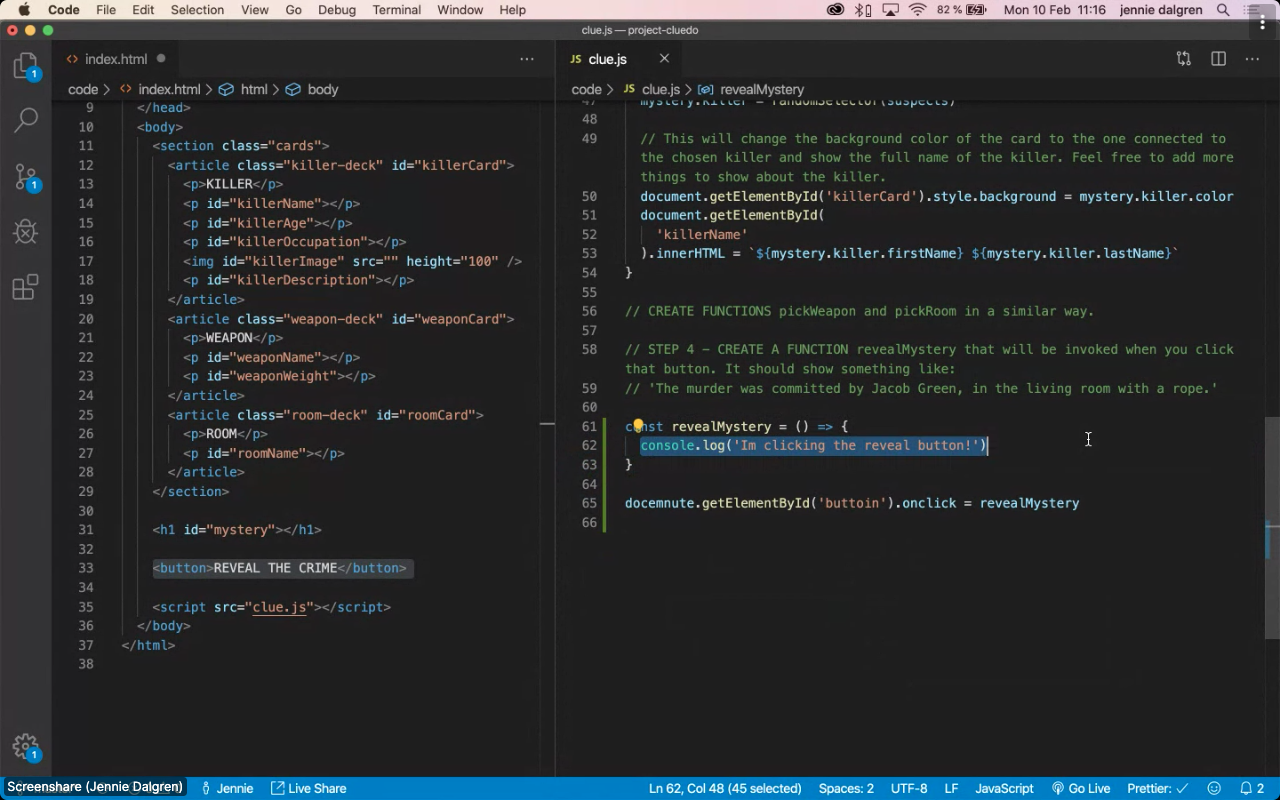 Code File Edit Selection View Go Debug Terminal Window Help 82 % Mon 10 Feb 11:16 jennie dalgren
clue.js — project-cluedo
<> index.html
code > <> index.html > html > body
9 </head>
10 <body>
11 <section class="cards">
12 <article class="killer-deck" id="killerCard">
13 <p>KILLER</p>
14 <p id="killerName"></p>
15 <p id="killerAge"></p>
16 <p id="killerOccupation"></p>
17 <img id="killerImage" src="" height="100" />
18 <p id="killerDescription"></p>
19 </article>
20 <article class="weapon-deck" id="weaponCard">
21 <p>WEAPON</p>
22 <p id="weaponName"></p>
23 <p id="weaponWeight"></p>
24 </article>
25 <article class="room-deck" id="roomCard">
26 <p>ROOM</p>
27 <p id="roomName"></p>
28 </article>
29 </section>
30
31 <h1 id="mystery"></h1>
32
33 <button>REVEAL THE CRIME</button>
34
35 <script src="clue.js"></script>
36 </body>
37 </html>
38
JS clue.js
code > JS clue.js > revealMystery
47 mystery.killer = randomSelector(suspects)
48
49 // This will change the background color of the card to the one connected to
the chosen killer and show the full name of the killer. Feel free to add more
things to show about the killer.
50 document.getElementById('killerCard').style.background = mystery.killer.color
51 document.getElementById(
52 'killerName'
53 ).innerHTML = `${mystery.killer.firstName} ${mystery.killer.lastName}`
54 }
55
56 // CREATE FUNCTIONS pickWeapon and pickRoom in a similar way.
57
58 // STEP 4 - CREATE A FUNCTION revealMystery that will be invoked when you click
that button. It should show something like:
59 // 'The murder was committed by Jacob Green, in the living room with a rope.'
60
61 const revealMystery = () => {
62 console.log('Im clicking the reveal button!')
63 }
64
65 docemnute.getElementById('buttoin').onclick = revealMystery
66
1
1
1
Screenshare (Jennie Dalgren) Jennie Live Share Ln 62, Col 48 (45 selected) Spaces: 2 UTF-8 LF JavaScript Go Live Prettier: ✓ 2